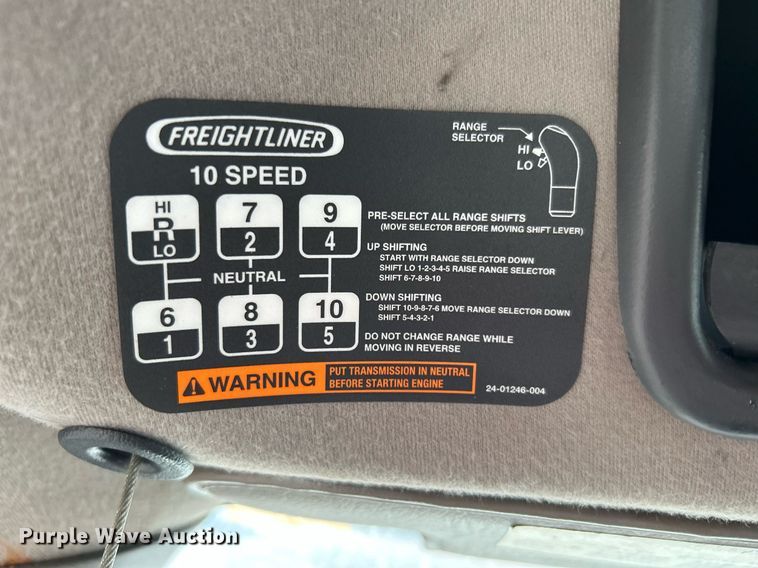 FREIGHTLINER
10 SPEED
RANGE
SELECTOR
HI
LO
HI
R
LO
7
2
9
4
NEUTRAL
6
1
8
3
10
5
PRE-SELECT ALL RANGE SHIFTS
(MOVE SELECTOR BEFORE MOVING SHIFT LEVER)
UP SHIFTING
START WITH RANGE SELECTOR DOWN
SHIFT LO 1-2-3-4-5 RAISE RANGE SELECTOR
SHIFT 6-7-8-9-10
DOWN SHIFTING
SHIFT 10-9-8-7-6 MOVE RANGE SELECTOR DOWN
SHIFT 5-4-3-2-1
DO NOT CHANGE RANGE WHILE
MOVING IN REVERSE
WARNING
PUT TRANSMISSION IN NEUTRAL
BEFORE STARTING ENGINE
24-01246-004
Purple Wave Auction